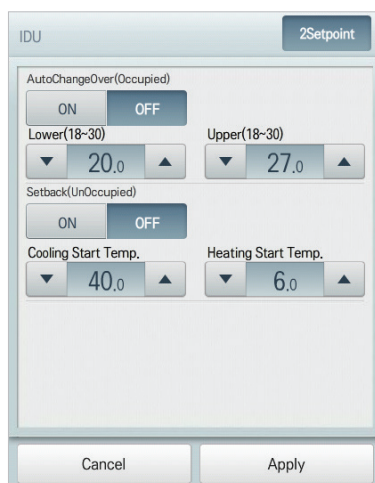 IDU 2Setpoint
AutoChangeOver(Occupied)
ON OFF
Lower(18~30) Upper(18~30)
▼ 20.0 ▲ ▼ 27.0 ▲
Setback(UnOccupied)
ON OFF
Cooling Start Temp. Heating Start Temp.
▼ 40.0 ▲ ▼ 6.0 ▲
Cancel Apply